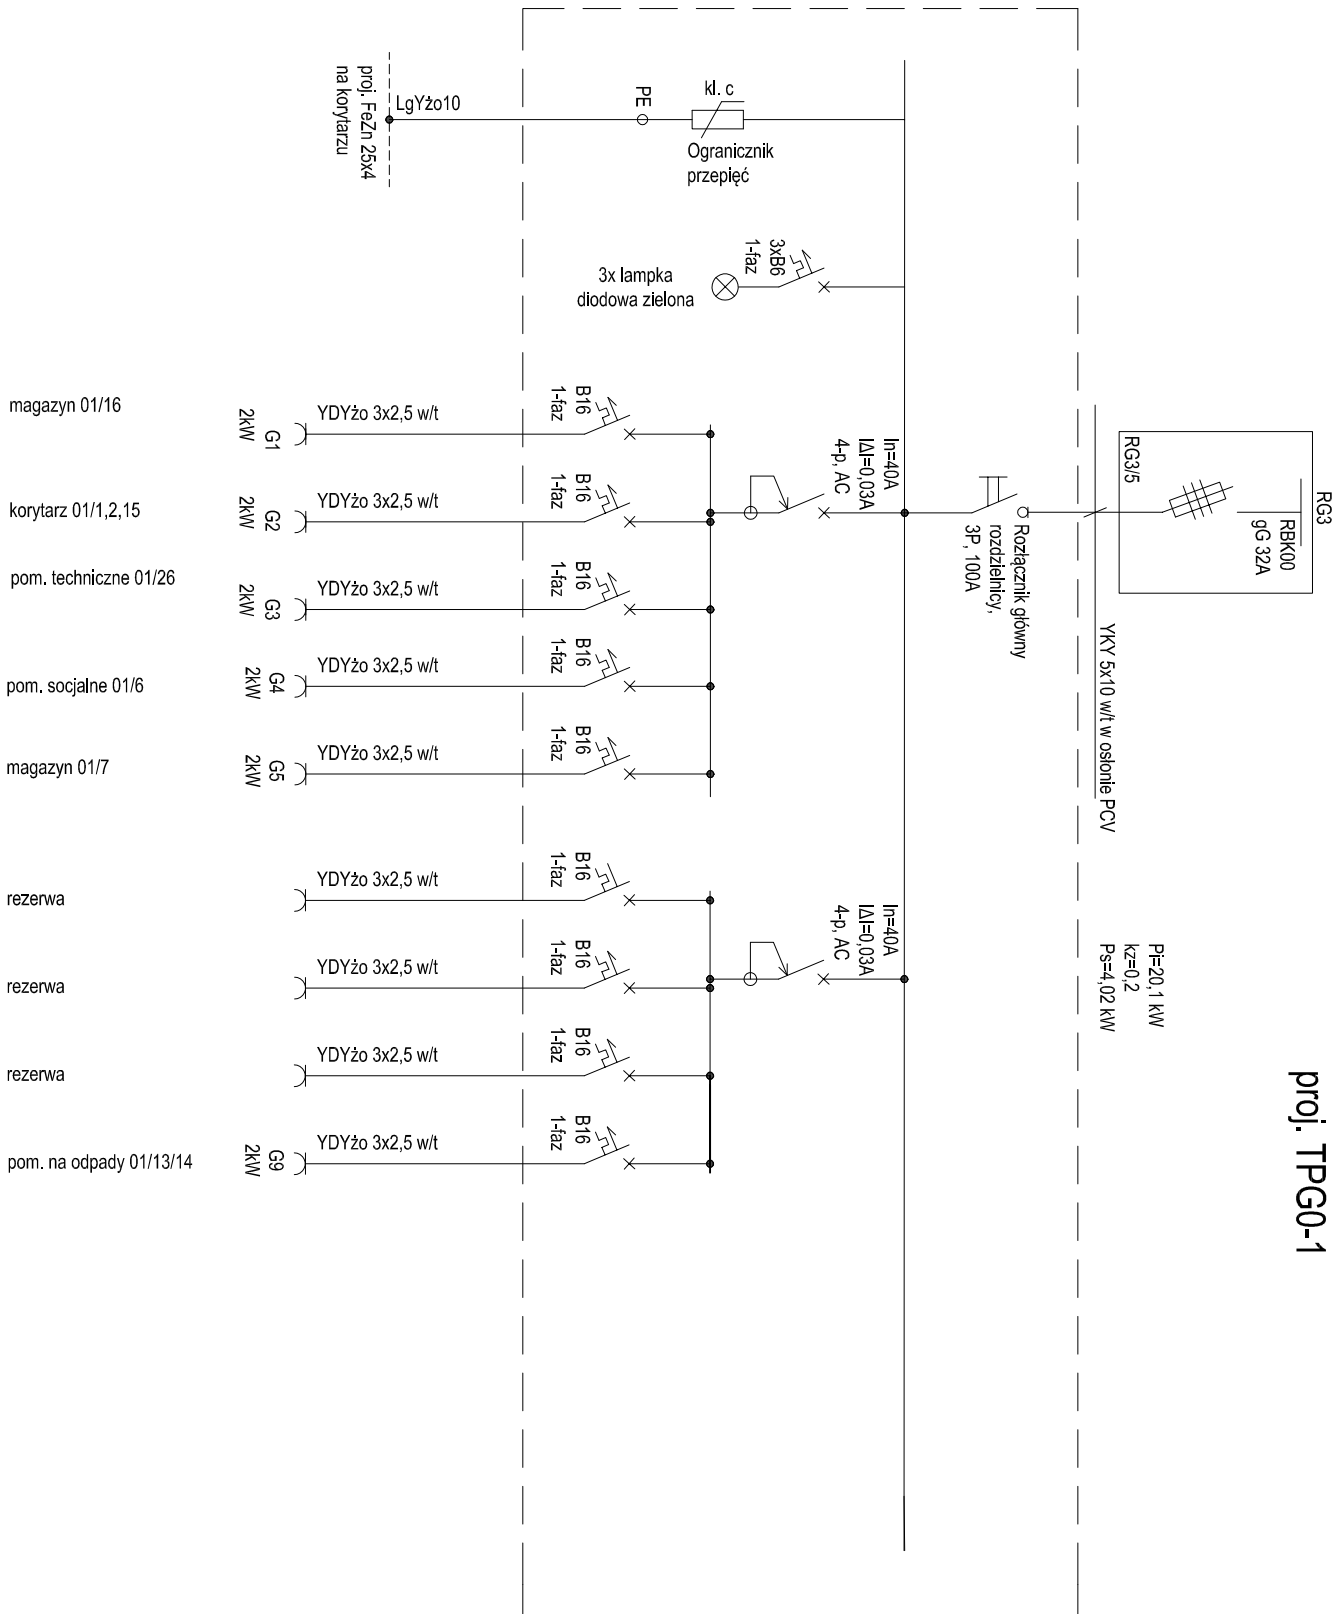 proj. TPG0-1
RG3
RBK00
gG 32A
RG3/5
YKY 5x10 w/t w osłonie PCV
Pi=20,1 kW
kz=0,2
Ps=4,02 kW
Rozłącznik główny
rozdzielnicy,
3P, 100A
proj. FeZn 25x4
na korytarzu
LgYżo10
PE
kl. c
Ogranicznik
przepięć
3xB6
1-faz
3x lampka
diodowa zielona
In=40A
IΔI=0,03A
4-p, AC
magazyn 01/16
G1
2kW
YDYżo 3x2,5 w/t
B16
1-faz
korytarz 01/1,2,15
G2
2kW
YDYżo 3x2,5 w/t
B16
1-faz
pom. techniczne 01/26
G3
2kW
YDYżo 3x2,5 w/t
B16
1-faz
pom. socjalne 01/6
G4
2kW
YDYżo 3x2,5 w/t
B16
1-faz
magazyn 01/7
G5
2kW
YDYżo 3x2,5 w/t
B16
1-faz
In=40A
IΔI=0,03A
4-p, AC
rezerwa
YDYżo 3x2,5 w/t
B16
1-faz
rezerwa
YDYżo 3x2,5 w/t
B16
1-faz
rezerwa
YDYżo 3x2,5 w/t
B16
1-faz
pom. na odpady 01/13/14
G9
2kW
YDYżo 3x2,5 w/t
B16
1-faz